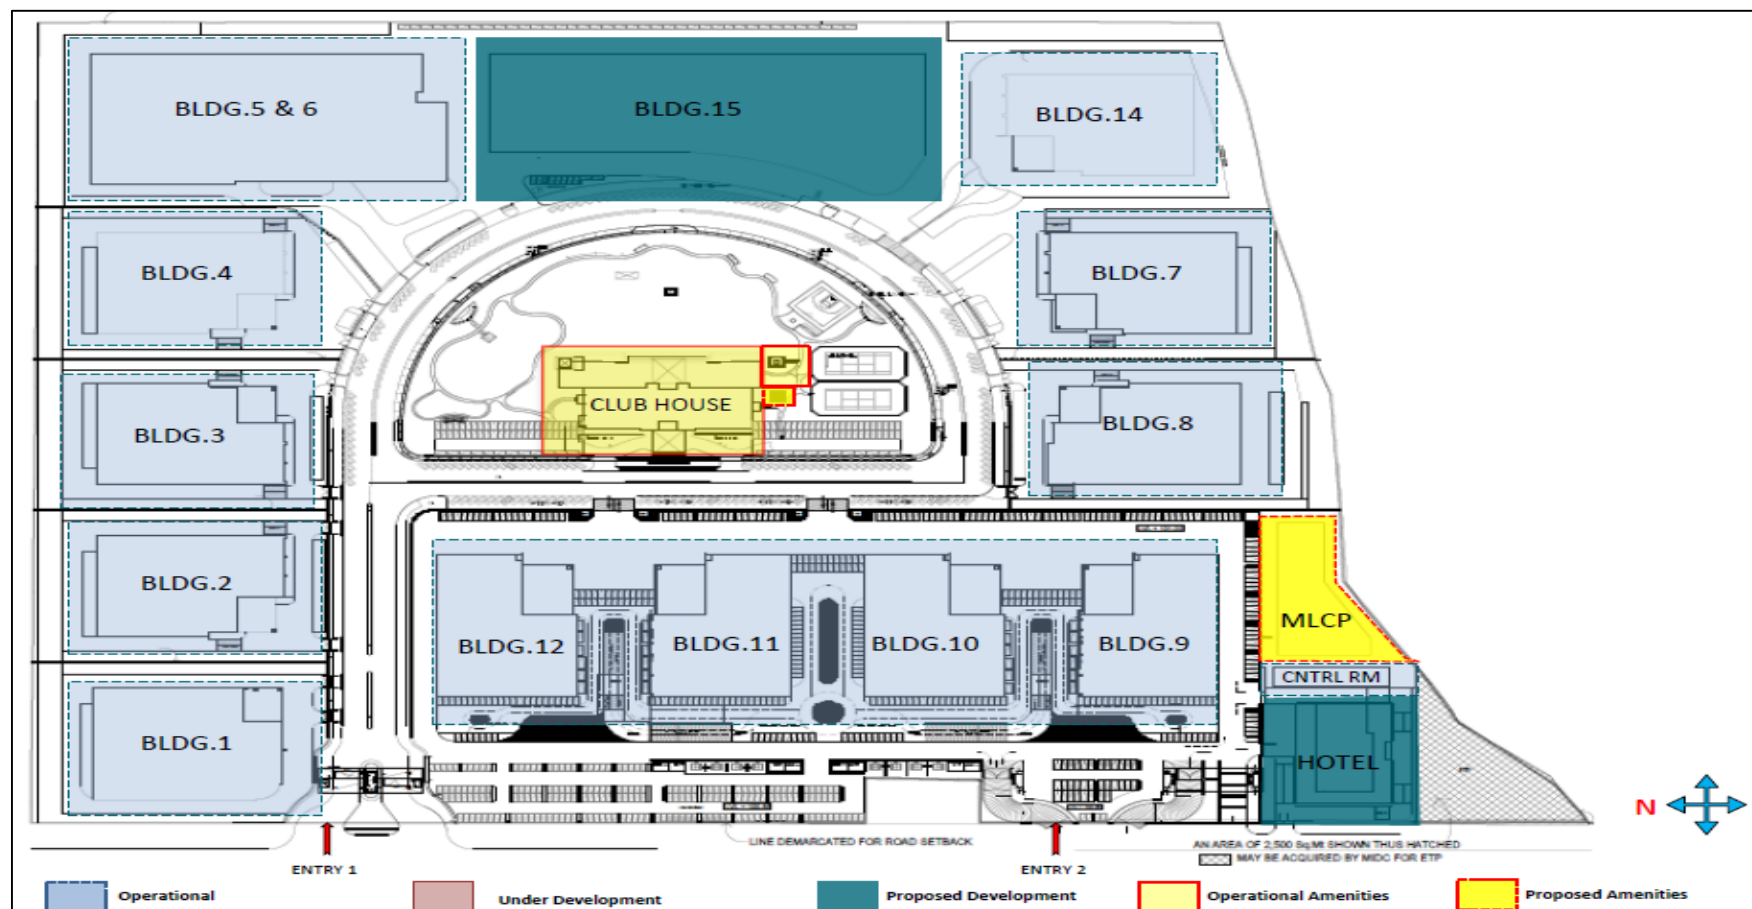 BLDG.5 & 6
BLDG.15
BLDG.14
BLDG.4
BLDG.7
CLUB HOUSE
BLDG.3
BLDG.8
BLDG.2
BLDG.12
BLDG.11
BLDG.10
BLDG.9
MLCP
CNTRL RM
BLDG.1
HOTEL
N
LINE DEMARCATED FOR ROAD SETBACK
AN AREA OF 2,500 Sq.Mt SHOWN THUS HATCHED
MAY BE ACQUIRED BY MIDC FOR ETP
ENTRY 1
ENTRY 2
Operational
Under Development
Proposed Development
Operational Amenities
Proposed Amenities